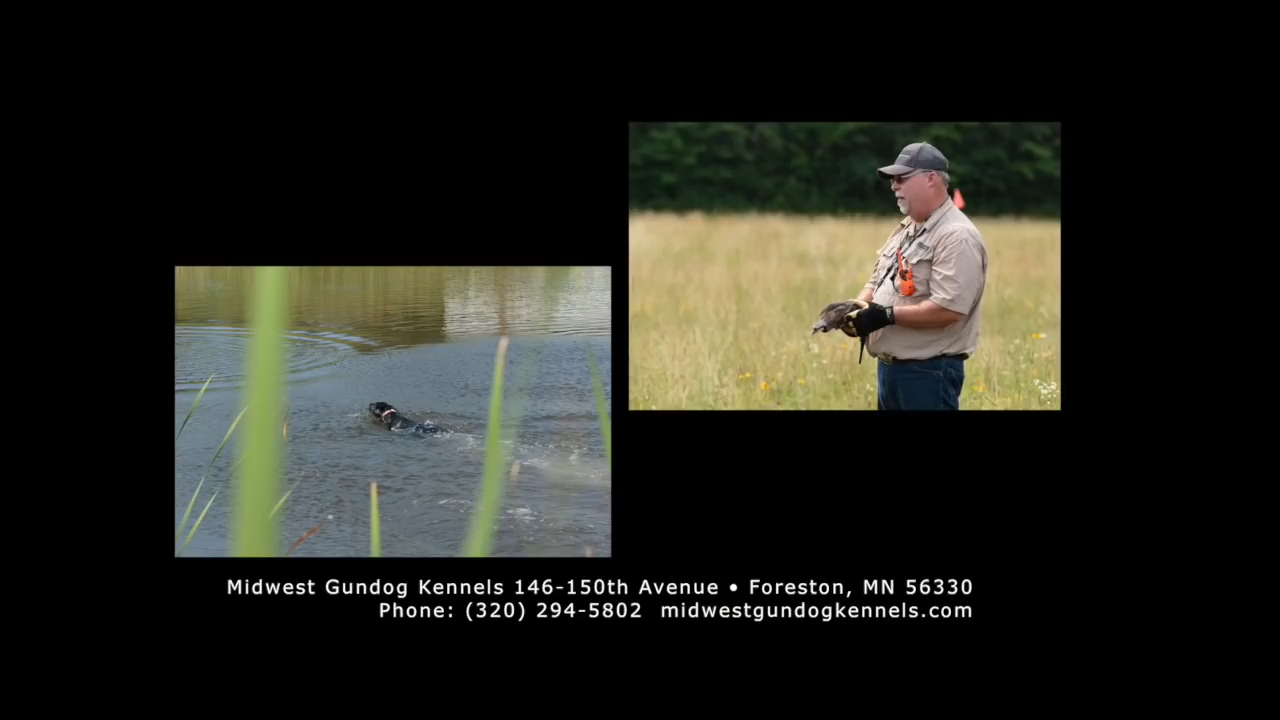 Midwest Gundog Kennels 146-150th Avenue • Foreston, MN 56330
Phone: (320) 294-5802 midwestgundogkennels.com